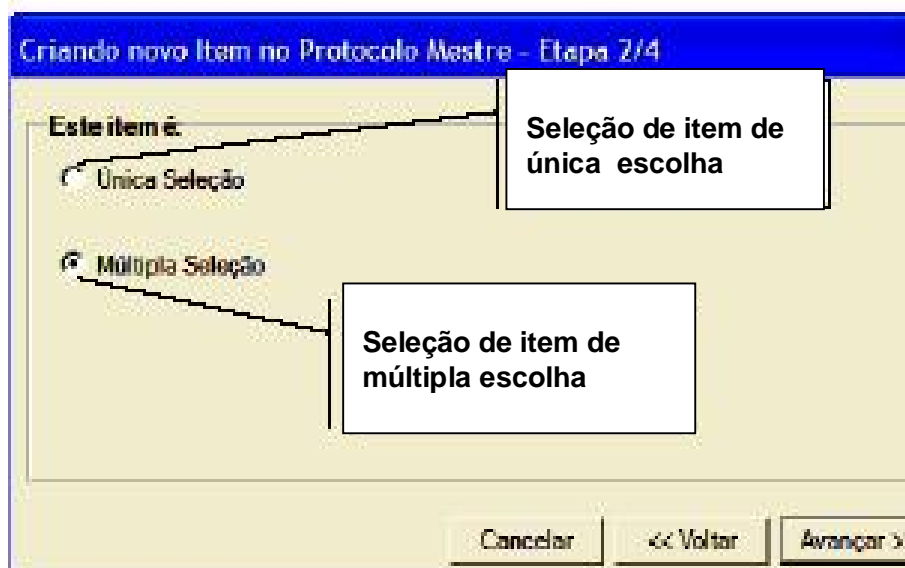 Criando novo Item no Protocolo Mestre - Etapa 2/4
Este item é:
Seleção de item de
única escolha
Única Seleção
Múltipla Seleção
Seleção de item de
múltipla escolha
Cancelar
<< Voltar
Avançar >